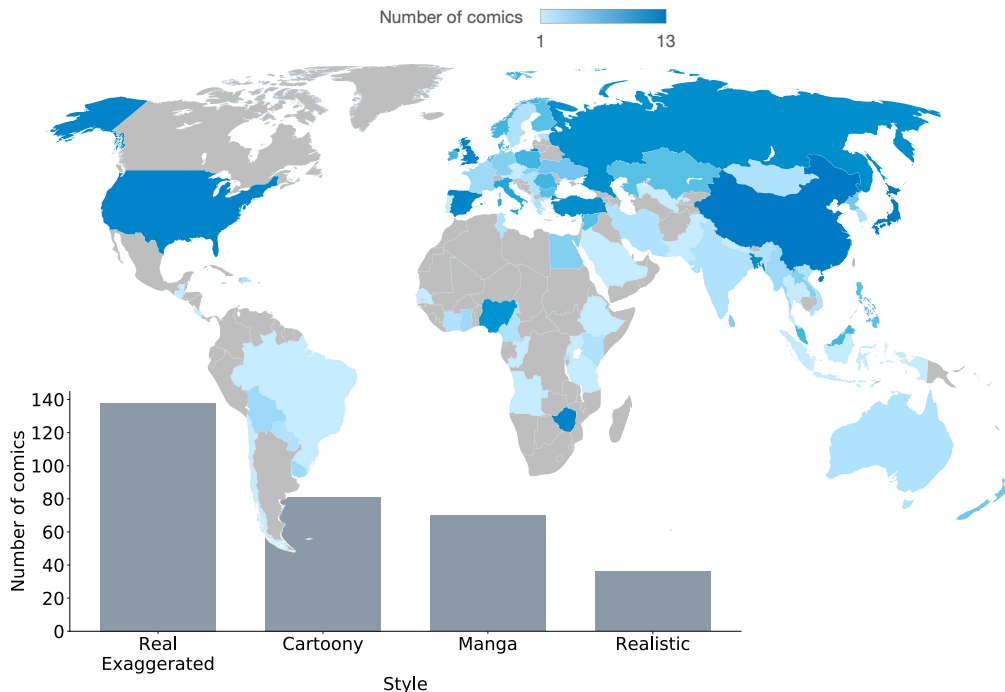 Number of comics
1 13
Number of comics
140
120
100
80
60
40
20
0
Real Exaggerated
Cartoony
Manga
Realistic
Style